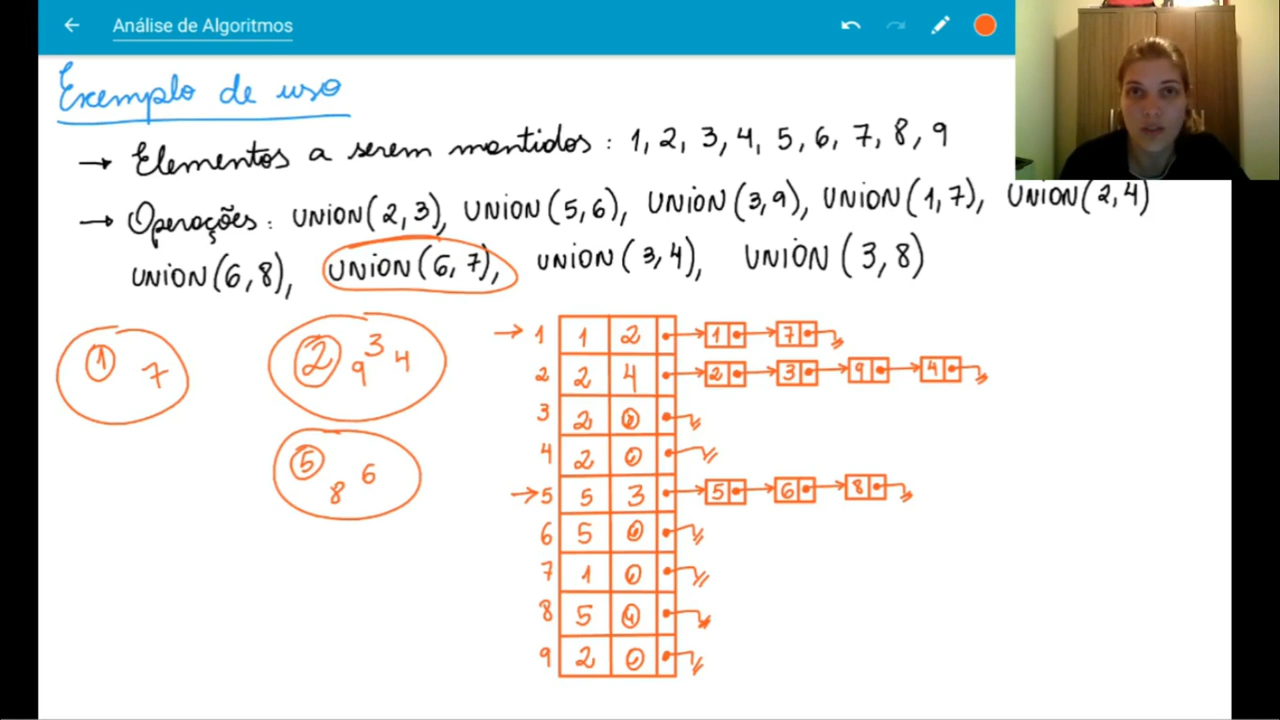 Análise de Algoritmos
Exemplo de uso
→ Elementos a serem mantidos: 1, 2, 3, 4, 5, 6, 7, 8, 9
→ Operações: UNION(2,3), UNION(5,6), UNION(3,9), UNION(1,7), UNION(2,4)
UNION(6,8), UNION(6,7), UNION(3,4), UNION(3,8)
1 7
2 9 3 4
5 8 6
→ 1 1 2 → 1 → 7
2 2 4 → 2 → 3 → 9 → 4
3 2 0
4 2 0
→ 5 5 3 → 5 → 6 → 8
6 5 0
7 1 0
8 5 0
9 2 0